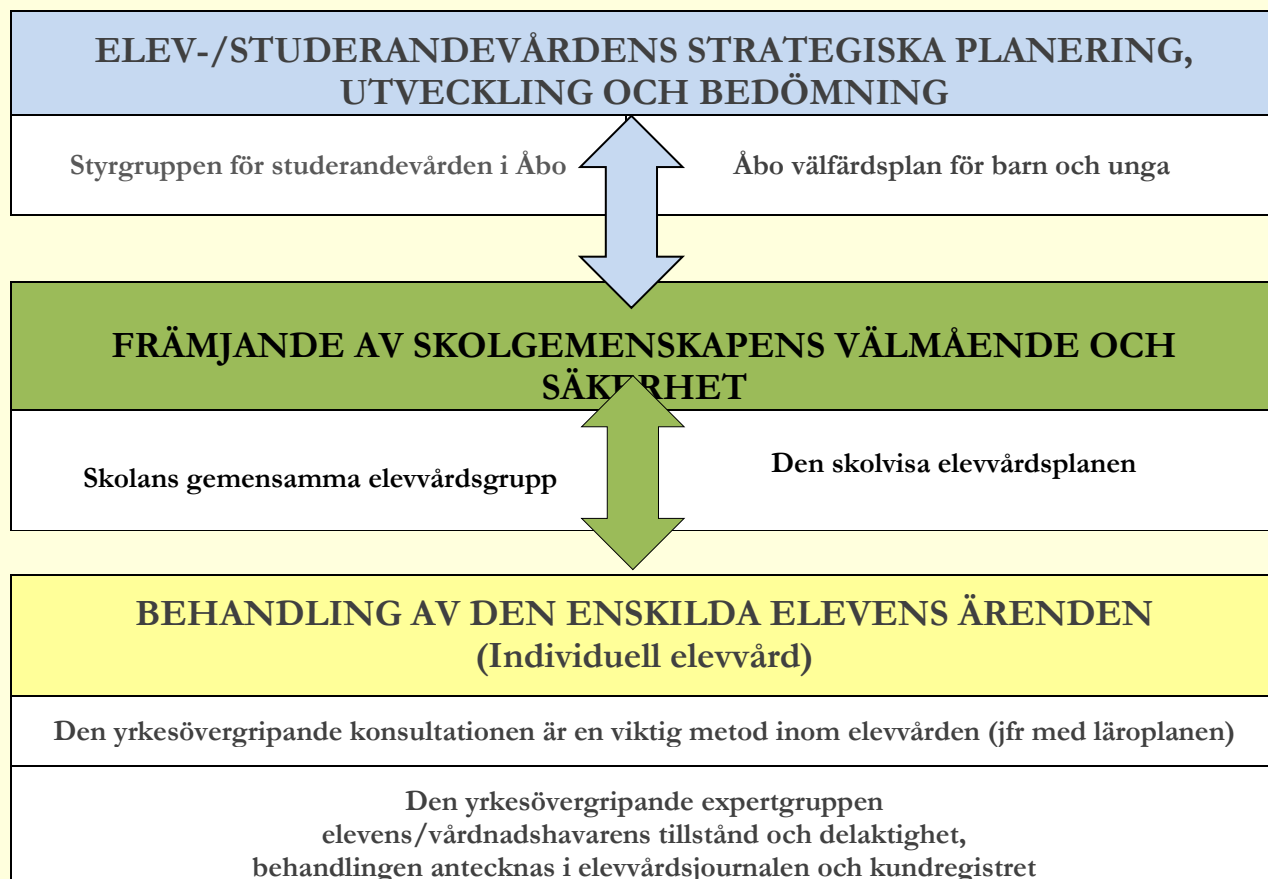 ELEV-/STUDERANDEVÅRDENS STRATEGISKA PLANERING,
UTVECKLING OCH BEDÖMNING
Styrgruppen för studerandevården i Åbo
Åbo välfärdsplan för barn och unga
FRÄMJANDE AV SKOLGEMENSKAPENS VÄLMÅENDE OCH
SÄKERHET
Skolans gemensamma elevvårdsgrupp
Den skolvisa elevvårdsplanen
BEHANDLING AV DEN ENSKILDA ELEVENS ÄRENDEN
(Individuell elevvård)
Den yrkesövergripande konsultationen är en viktig metod inom elevvården (jfr med läroplanen)
Den yrkesövergripande expertgruppen
elevens/vårdnadshavarens tillstånd och delaktighet,
behandlingen antecknas i elevvårdsjournalen och kundregistret